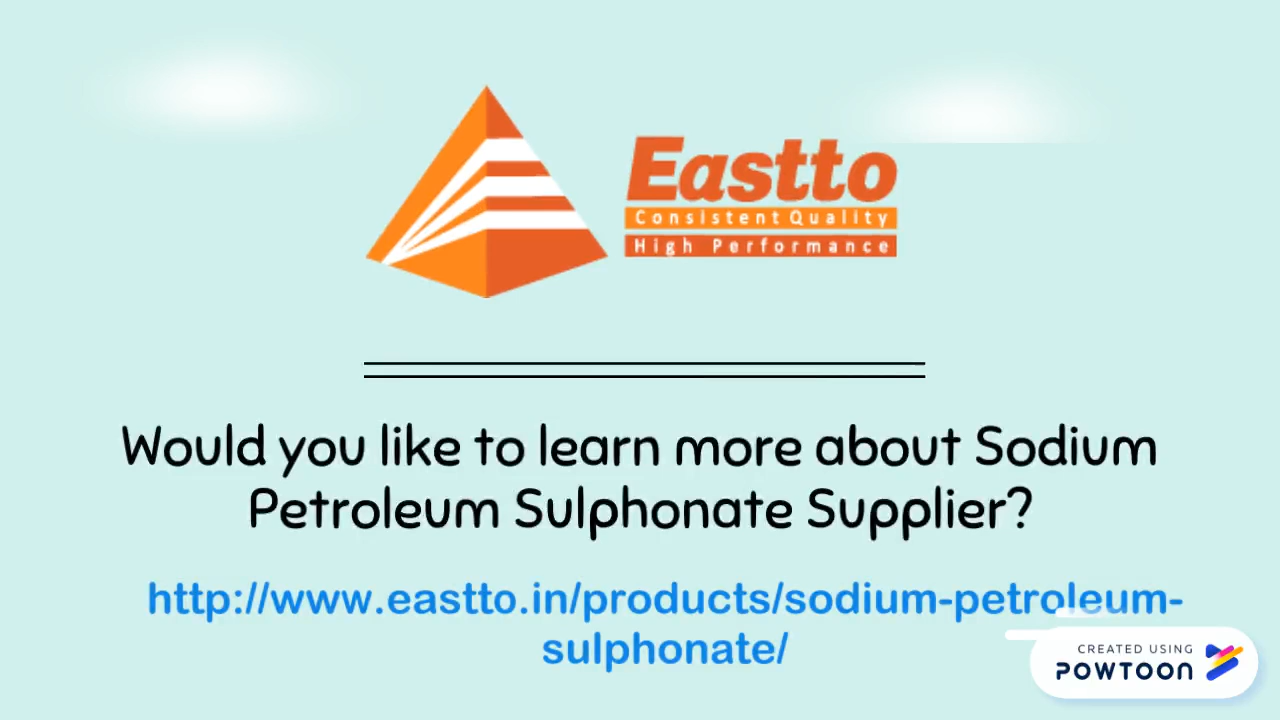 Eastto
Consistent Quality
High Performance
Would you like to learn more about Sodium
Petroleum Sulphonate Supplier?
http://www.eastto.in/products/sodium-petroleum-
sulphonate/
CREATED USING
POWTOON